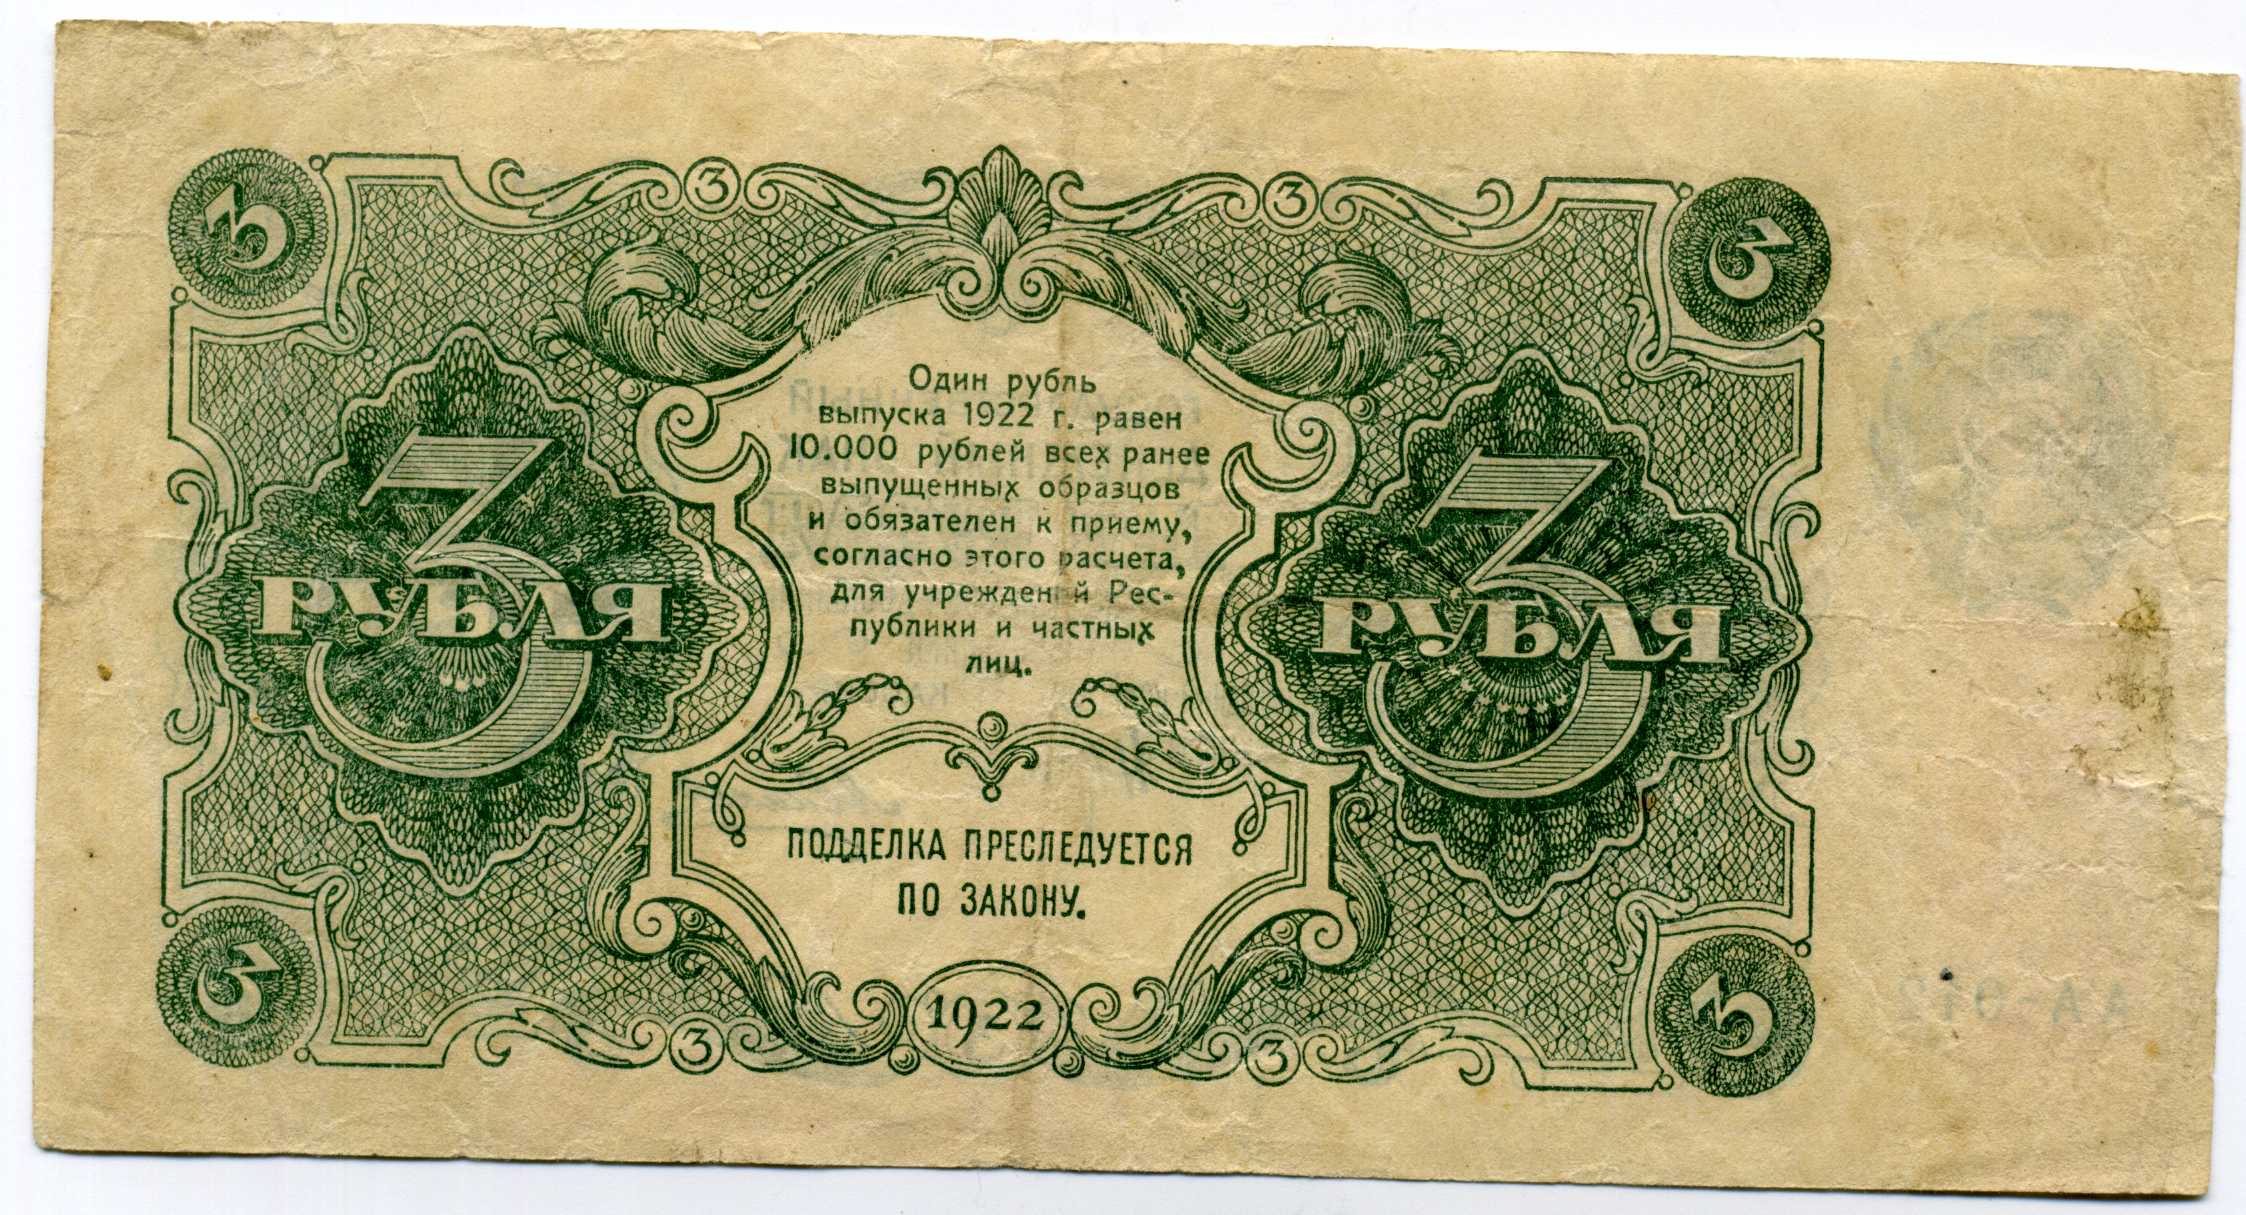 3 3 3 3
Один рубль
выпуска 1922 г. равен
10.000 рублей всех ранее
выпущенных образцов
и обязателен к приему,
согласно этого расчета,
для учреждений Рес-
публики и частных
лиц.
3 РУБЛЯ
3 РУБЛЯ
ПОДДЕЛКА ПРЕСЛЕДУЕТСЯ
ПО ЗАКОНУ.
3 3 1922 3 3